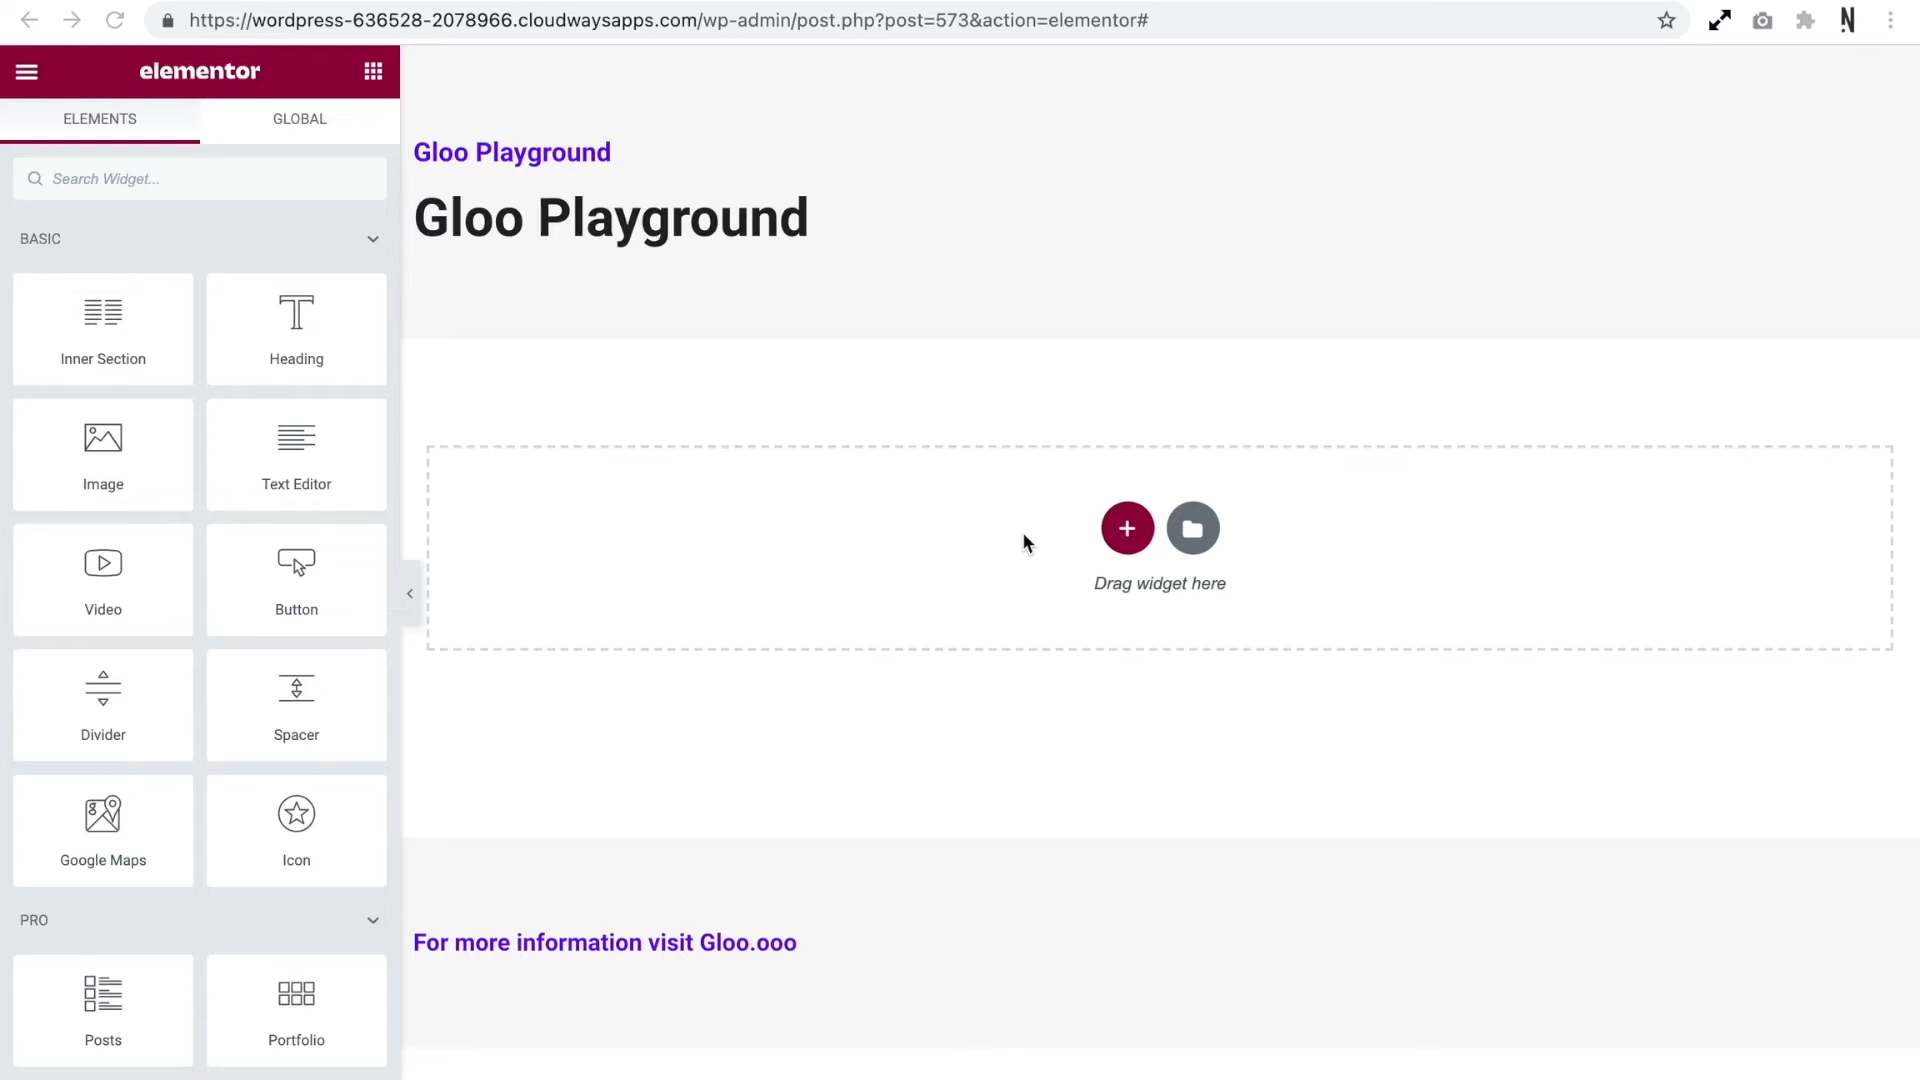 https://wordpress-636528-2078966.cloudwaysapps.com/wp-admin/post.php?post=573&action=elementor#
elementor
ELEMENTS
GLOBAL
Search Widget...
BASIC
Inner Section
Heading
Image
Text Editor
Video
Button
Divider
Spacer
Google Maps
Icon
PRO
Posts
Portfolio
Gloo Playground
Gloo Playground
Drag widget here
For more information visit Gloo.ooo